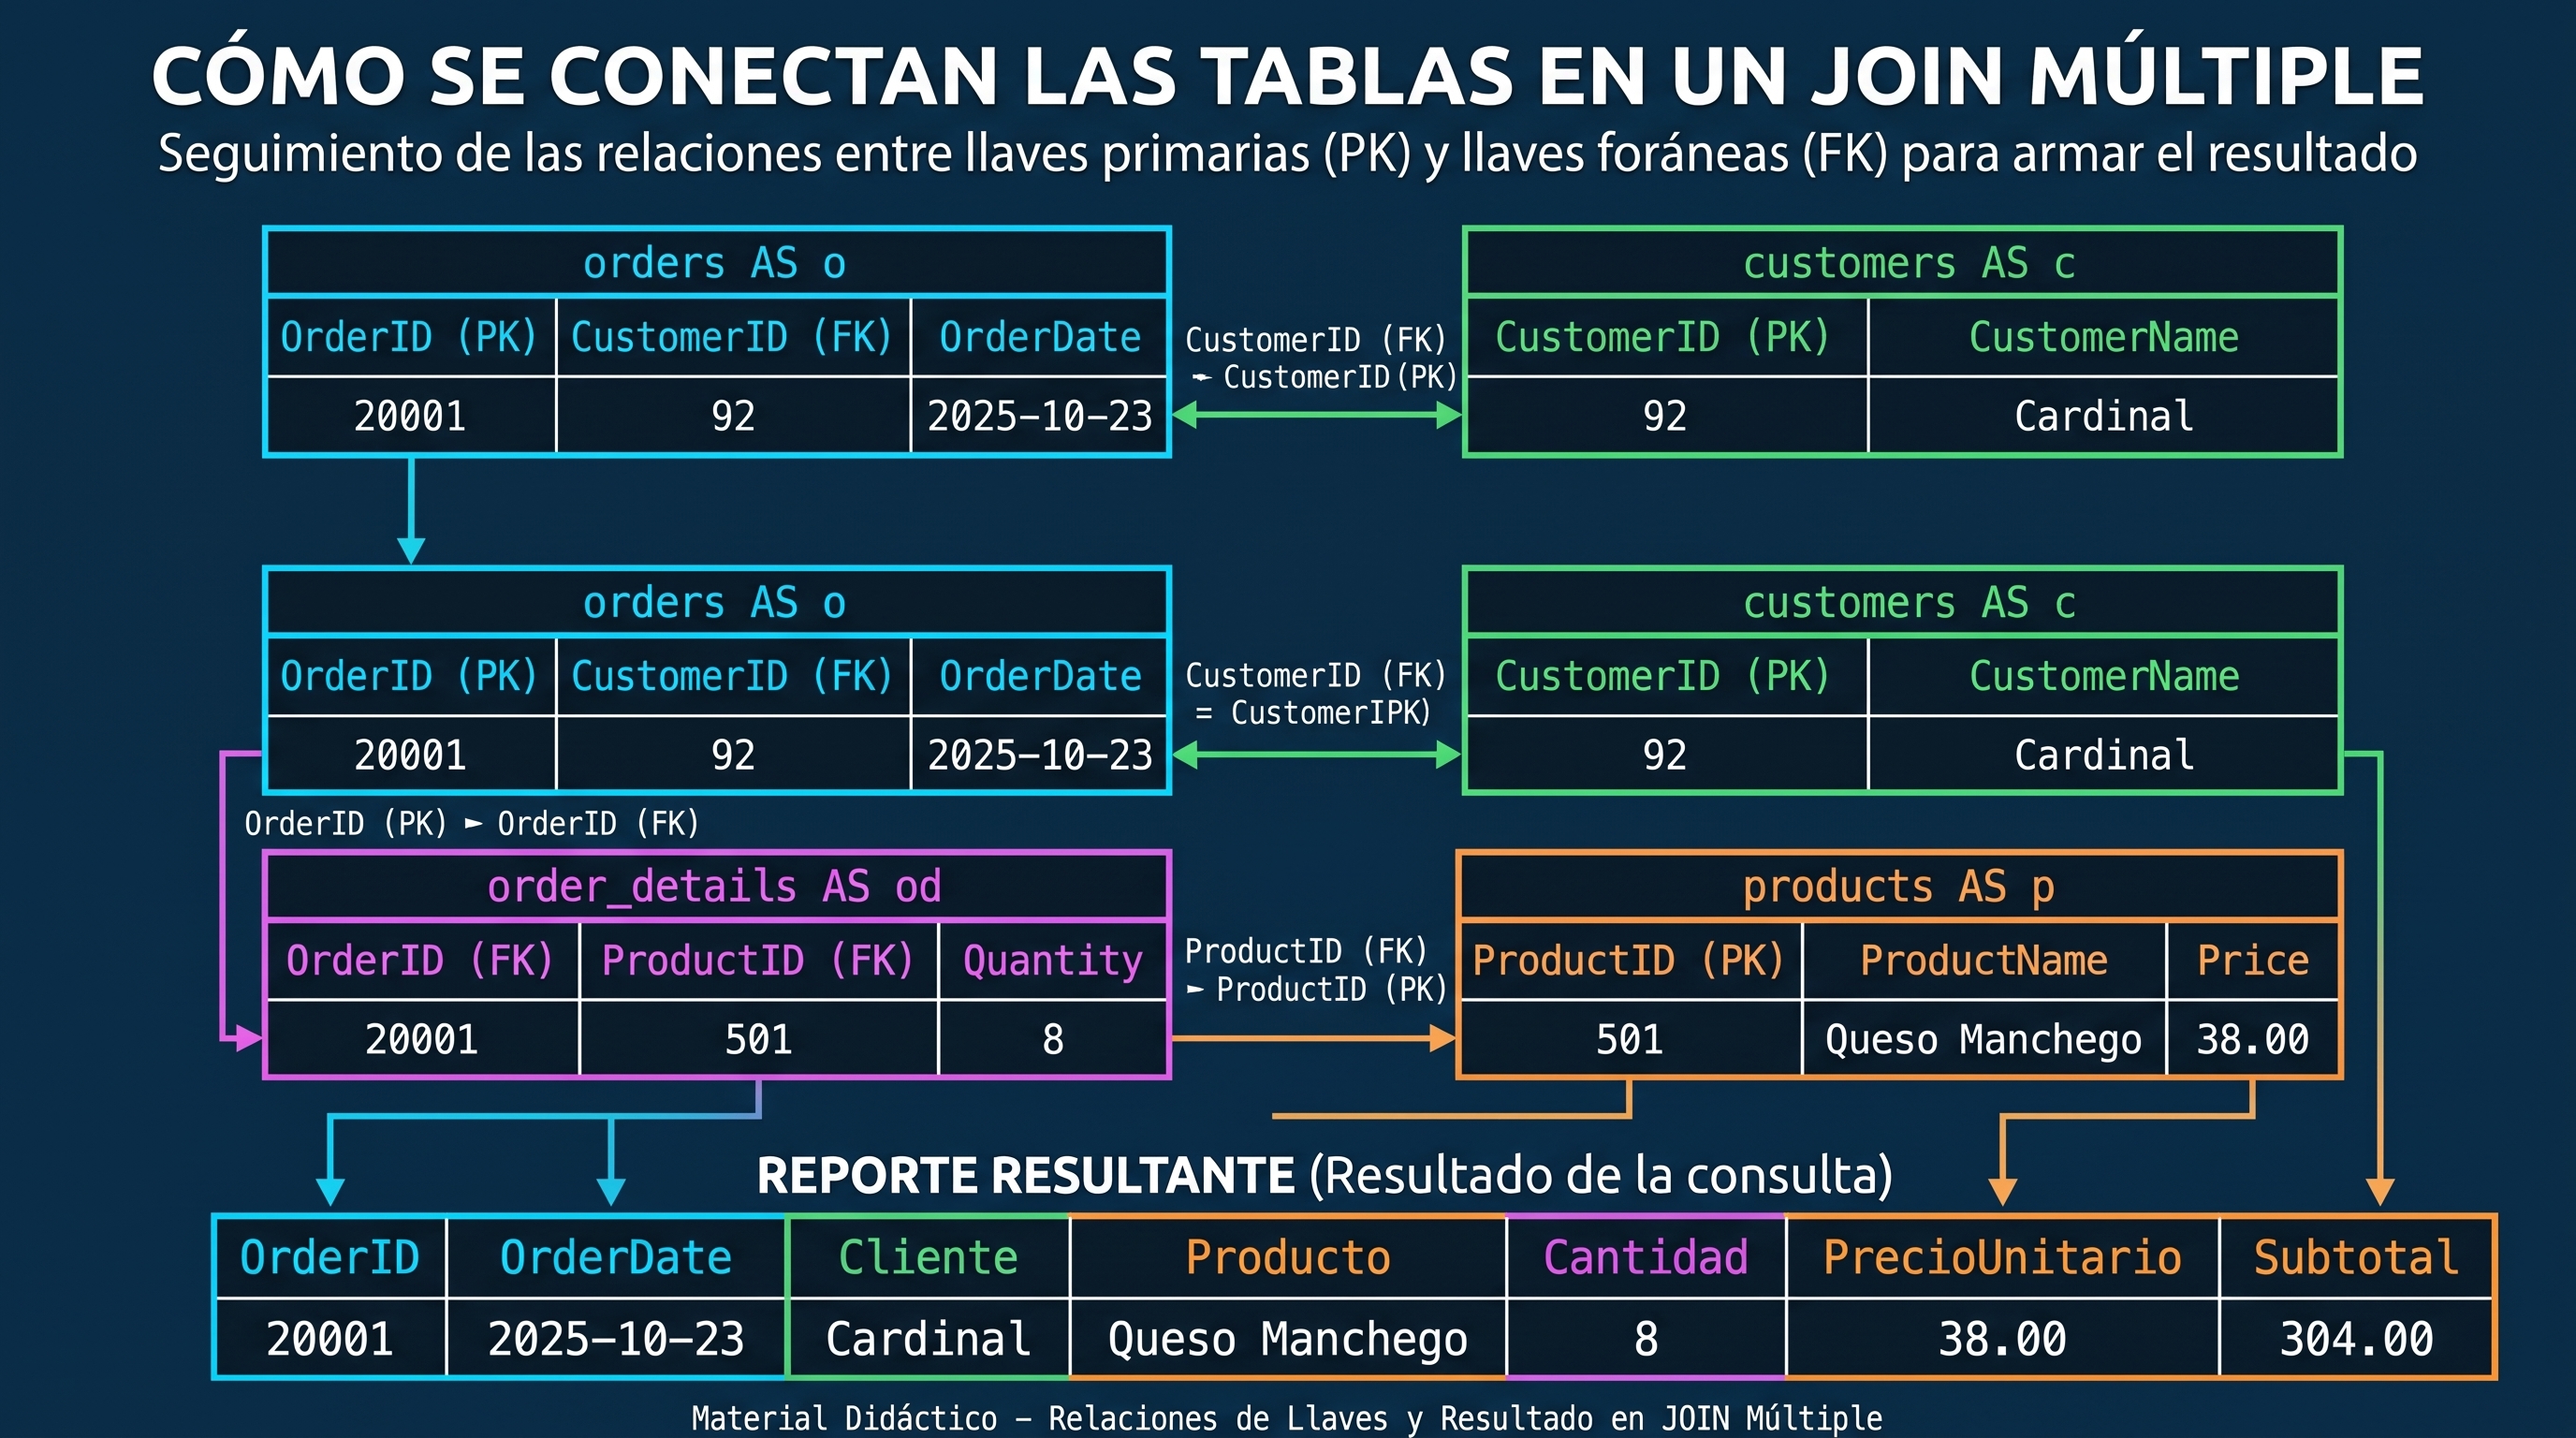 CÓMO SE CONECTAN LAS TABLAS EN UN JOIN MÚLTIPLE
Seguimiento de las relaciones entre llaves primarias (PK) y llaves foráneas (FK) para armar el resultado
orders AS o
OrderID (PK) CustomerID (FK) OrderDate
20001 92 2025-10-23
CustomerID (FK)
CustomerID (PK)
customers AS c
CustomerID (PK) CustomerName
92 Cardinal
orders AS o
OrderID (PK) CustomerID (FK) OrderDate
20001 92 2025-10-23
CustomerID (FK)
= CustomerIPK)
customers AS c
CustomerID (PK) CustomerName
92 Cardinal
OrderID (PK) ► OrderID (FK)
order_details AS od
OrderID (FK) ProductID (FK) Quantity
20001 501 8
ProductID (FK)
► ProductID (PK)
products AS p
ProductID (PK) ProductName Price
501 Queso Manchego 38.00
REPORTE RESULTANTE (Resultado de la consulta)
OrderID OrderDate Cliente Producto Cantidad PrecioUnitario Subtotal
20001 2025-10-23 Cardinal Queso Manchego 8 38.00 304.00
Material Didáctico – Relaciones de Llaves y Resultado en JOIN Múltiple